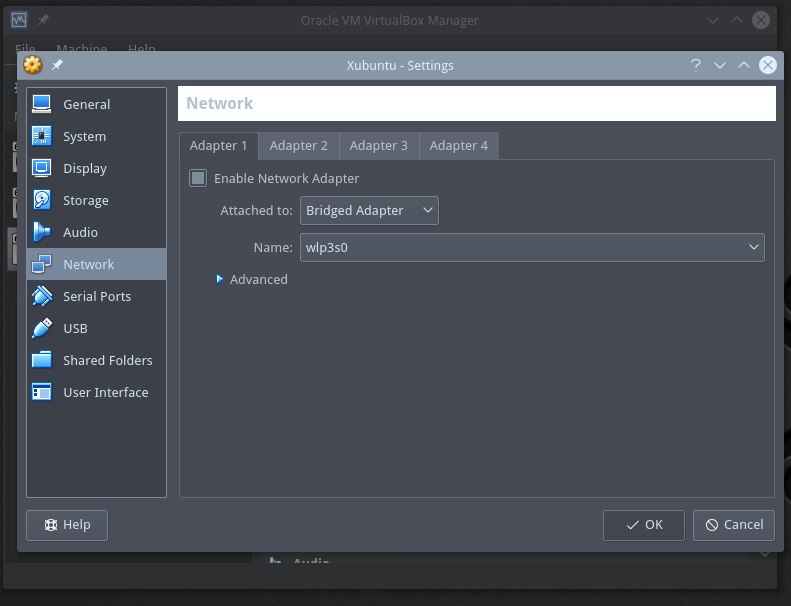 Oracle VM VirtualBox Manager
File Machine Help
Xubuntu - Settings
General
System
Display
Storage
Audio
Network
Serial Ports
USB
Shared Folders
User Interface
Network
Adapter 1 Adapter 2 Adapter 3 Adapter 4
Enable Network Adapter
Attached to: Bridged Adapter
Name: wlp3s0
Advanced
Help OK Cancel
Audio